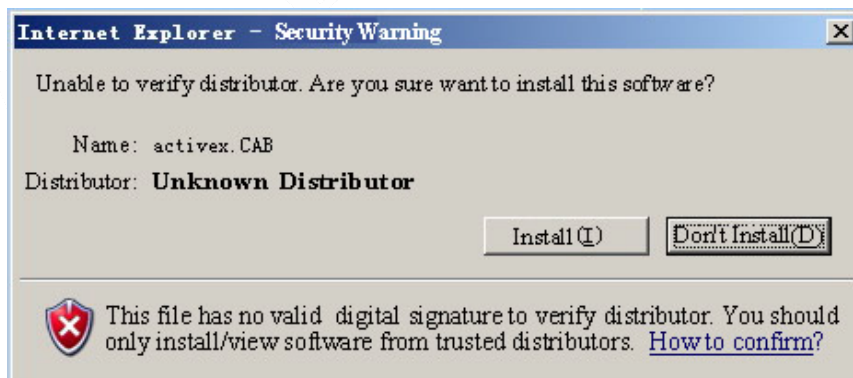 Internet Explorer - Security Warning
Unable to verify distributor. Are you sure want to install this software?
Name: activex.CAB
Distributor: Unknown Distributor
Install(I) Don't Install(D)
This file has no valid digital signature to verify distributor. You should
only install/view software from trusted distributors. How to confirm?